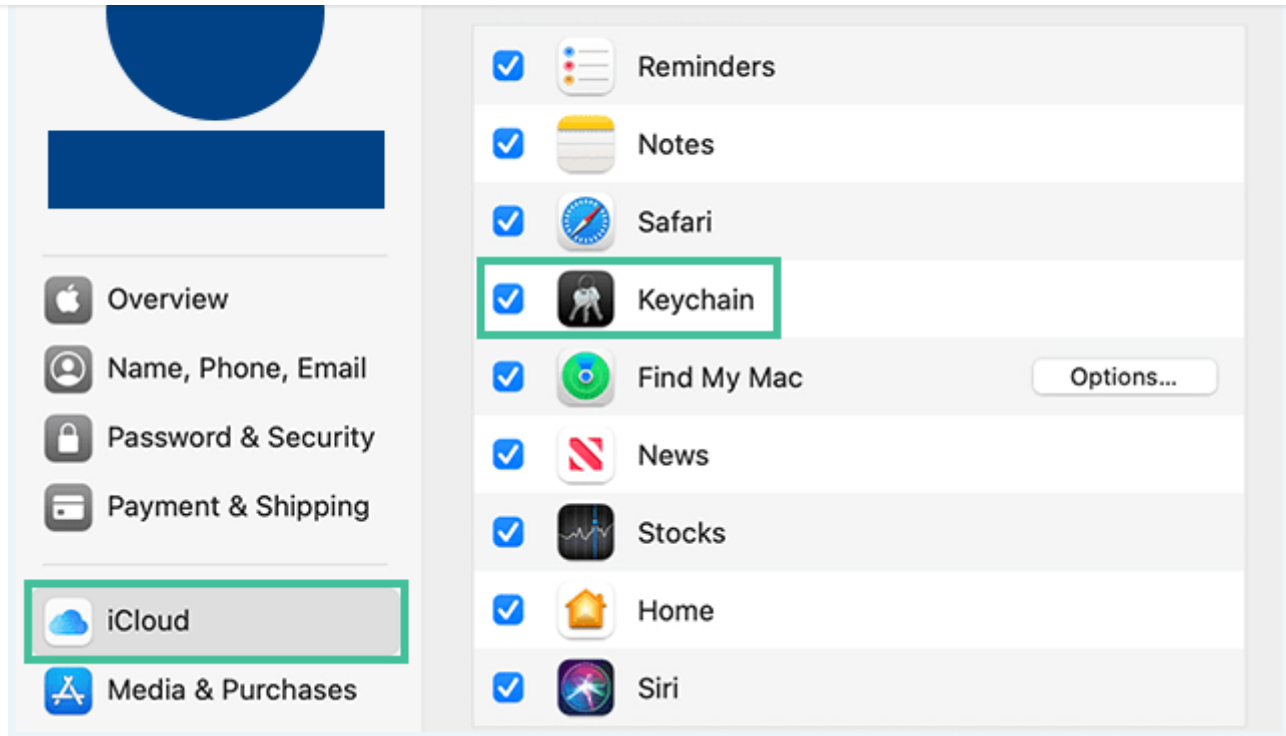 Overview
Name, Phone, Email
Password & Security
Payment & Shipping
iCloud
Media & Purchases
Reminders
Notes
Safari
Keychain
Find My Mac
Options...
News
Stocks
Home
Siri